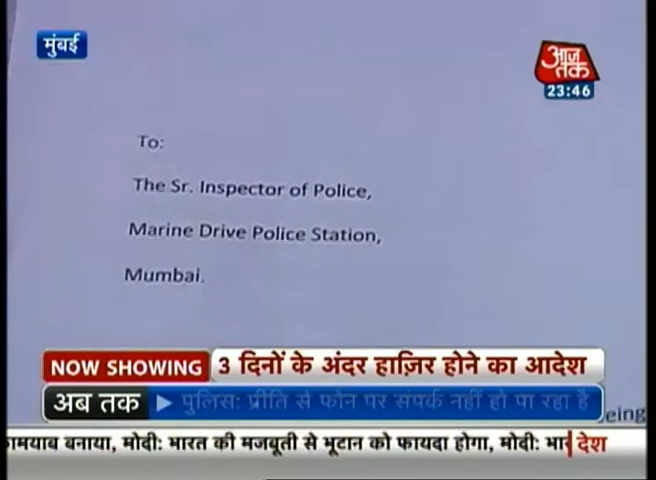 मुंबई
आज तक
23:46
To:
The Sr. Inspector of Police,
Marine Drive Police Station,
Mumbai.
NOW SHOWING 3 दिनों के अंदर हाज़िर होने का आदेश
अब तक पुलिस: प्रीति से फोन पर संपर्क नहीं हो पा रहा है
eing
बनाया, मोदी: भारत की मजबूती से भूटान को फायदा होगा, मोदी: देश